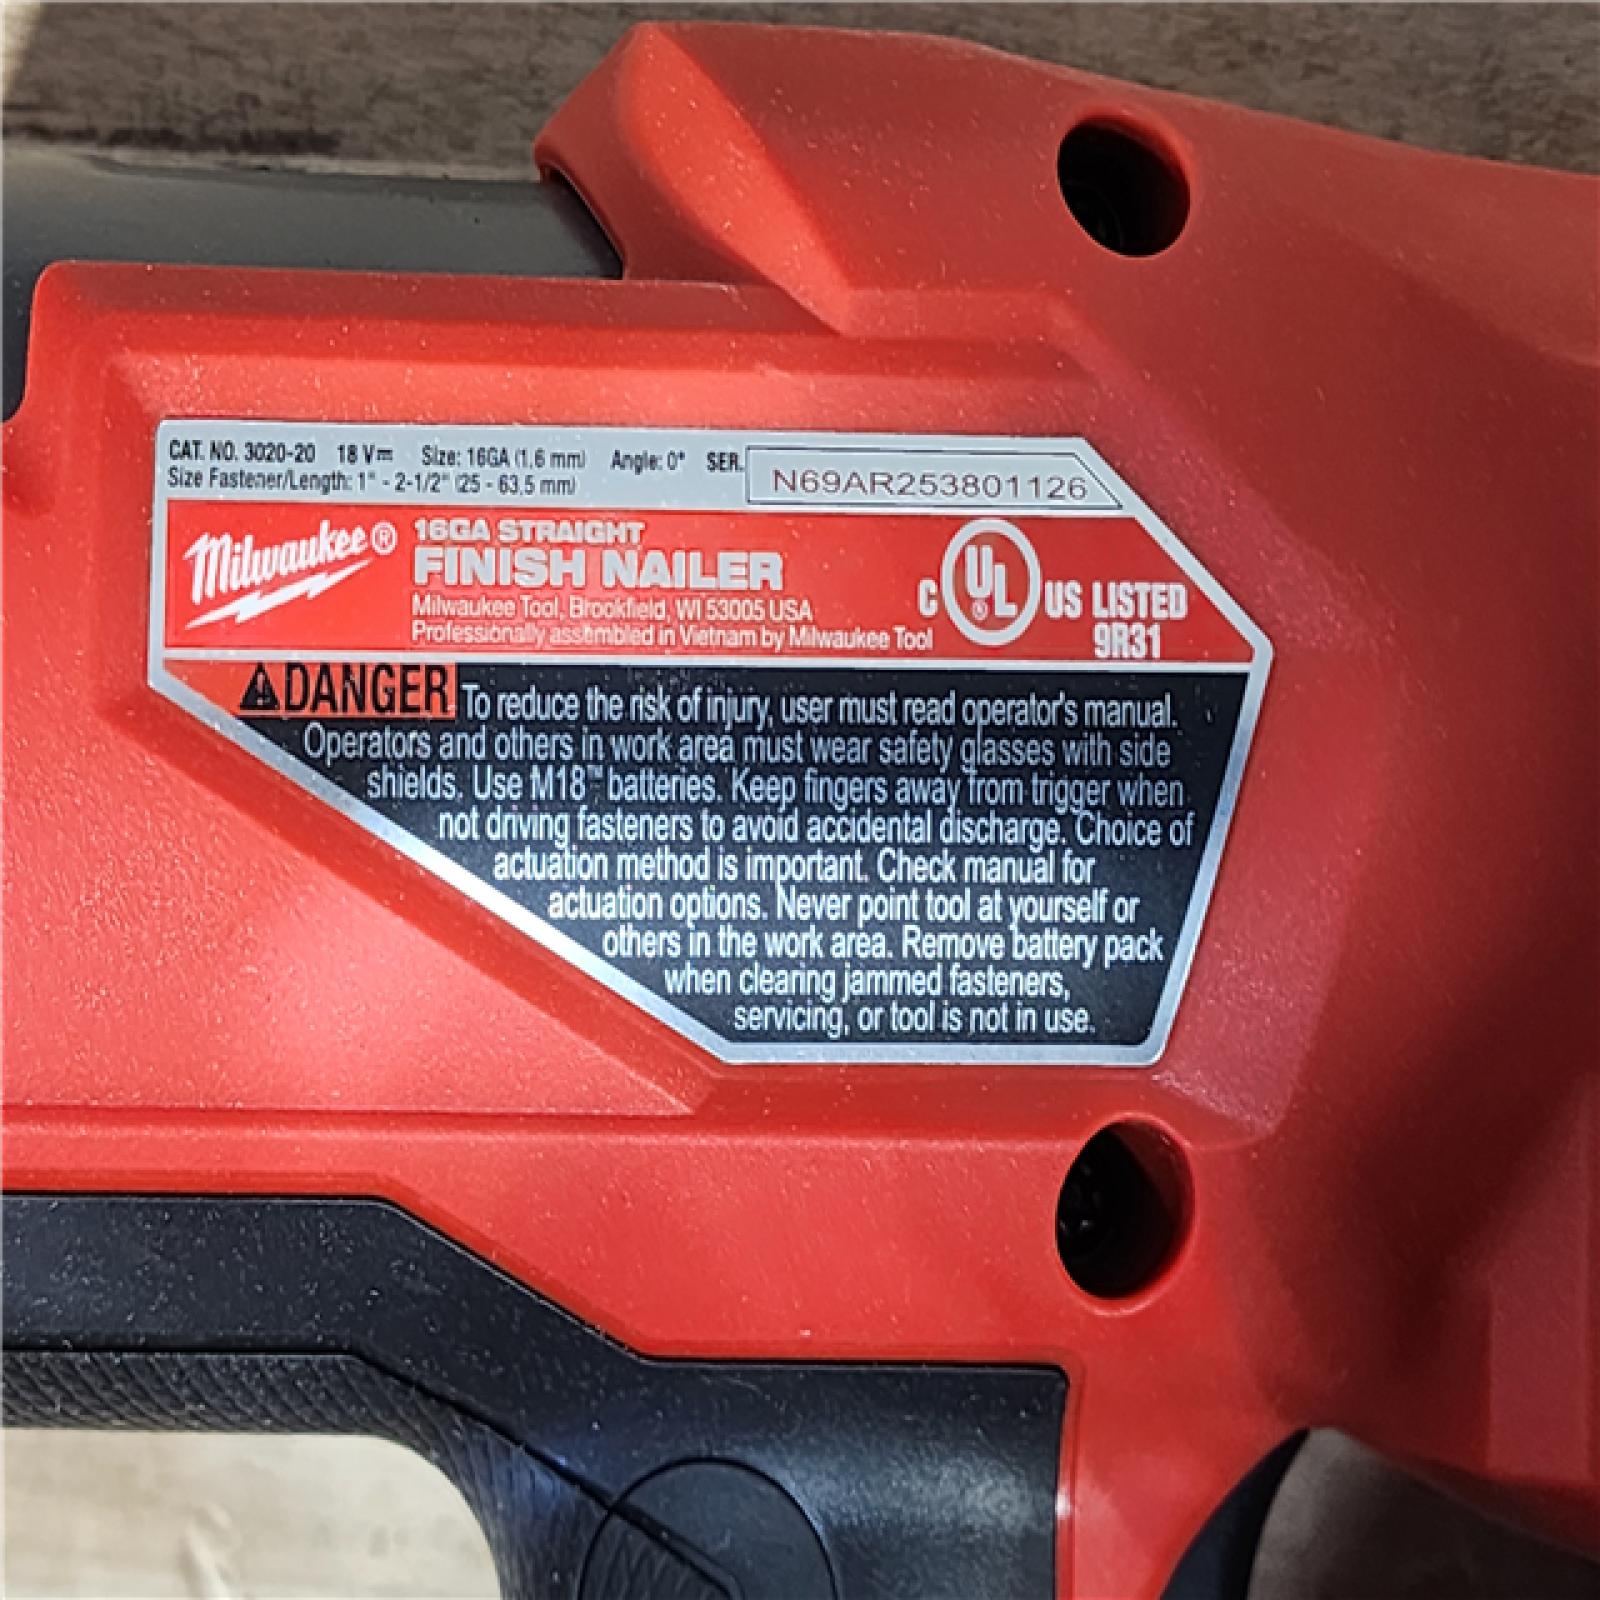 CAT. NO. 3020-20 18 V⎓ Size: 16GA (1,6 mm) Angle: 0° SER. N69AR253801126
Size Fastener/Length: 1" - 2-1/2" (25 - 63,5 mm)
Milwaukee®
16GA STRAIGHT
FINISH NAILER
Milwaukee Tool, Brookfield, WI 53005 USA
Professionally assembled in Vietnam by Milwaukee Tool
C UL® US LISTED
9R31
⚠DANGER To reduce the risk of injury, user must read operator's manual.
Operators and others in work area must wear safety glasses with side
shields. Use M18™ batteries. Keep fingers away from trigger when
not driving fasteners to avoid accidental discharge. Choice of
actuation method is important. Check manual for
actuation options. Never point tool at yourself or
others in the work area. Remove battery pack
when clearing jammed fasteners,
servicing, or tool is not in use.